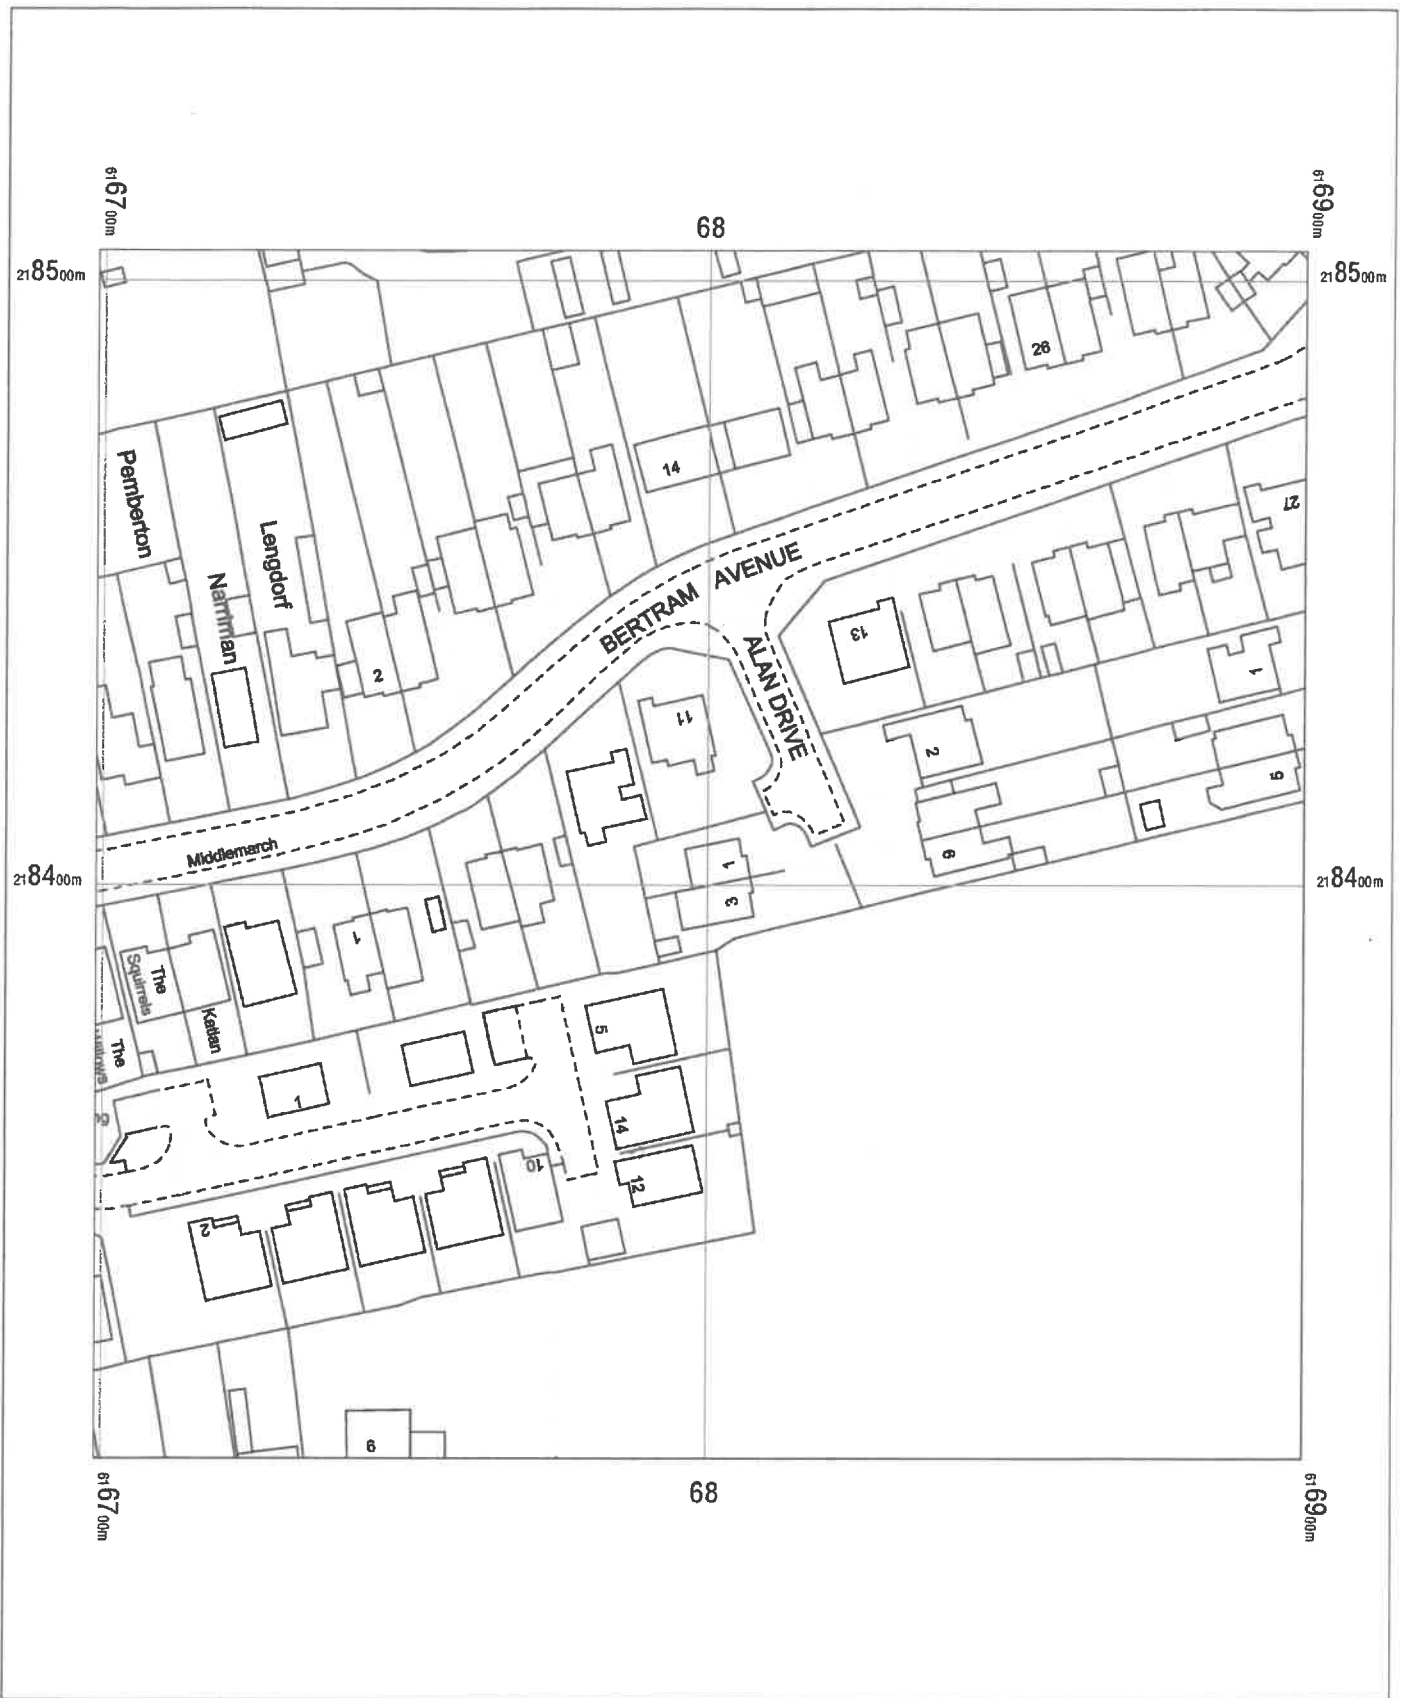 6167 00m
68
6169 00m
2185 00m
2185 00m
26
14
27
Pemberton
Lengdorf
Narriman
BERTRAM AVENUE
ALAN DRIVE
13
2
11
1
2
5
6
Middlemarch
1
3
2184 00m
2184 00m
1
The
Squirrels
Katlan
The
5
1
14
10
12
2
6
6167 00m
68
6169 00m